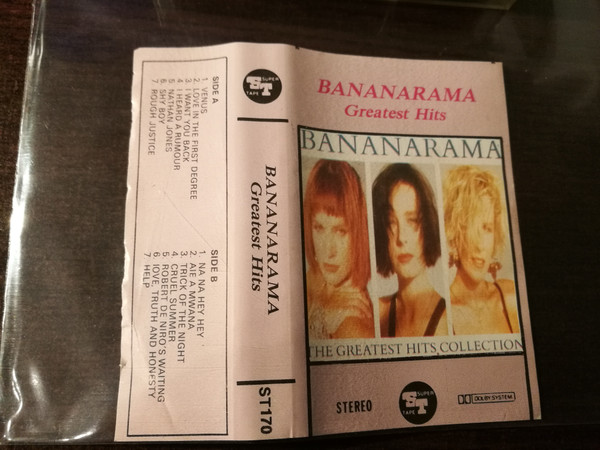 SIDE A
1 VENUS
2 LOVE IN THE FIRST DEGREE
3 I WANT YOU BACK
4 I HEARD A RUMOUR
5 NATHAN JONES
6 SHY BOY
7 ROUGH JUSTICE
SIDE B
1 NA NA HEY HEY
2 AIE A MWANA
3 TRICK OF THE NIGHT
4 CRUEL SUMMER
5 ROBERT DE NIRO'S WAITING
6 LOVE, TRUTH AND HONESTY
7 HELP
SUPER
ST
TAPE
BANANARAMA
Greatest Hits
ST170
BANANARAMA
Greatest Hits
BANANARAMA
THE GREATEST HITS COLLECTION
STEREO
SUPER
ST
TAPE
DOLBY SYSTEM